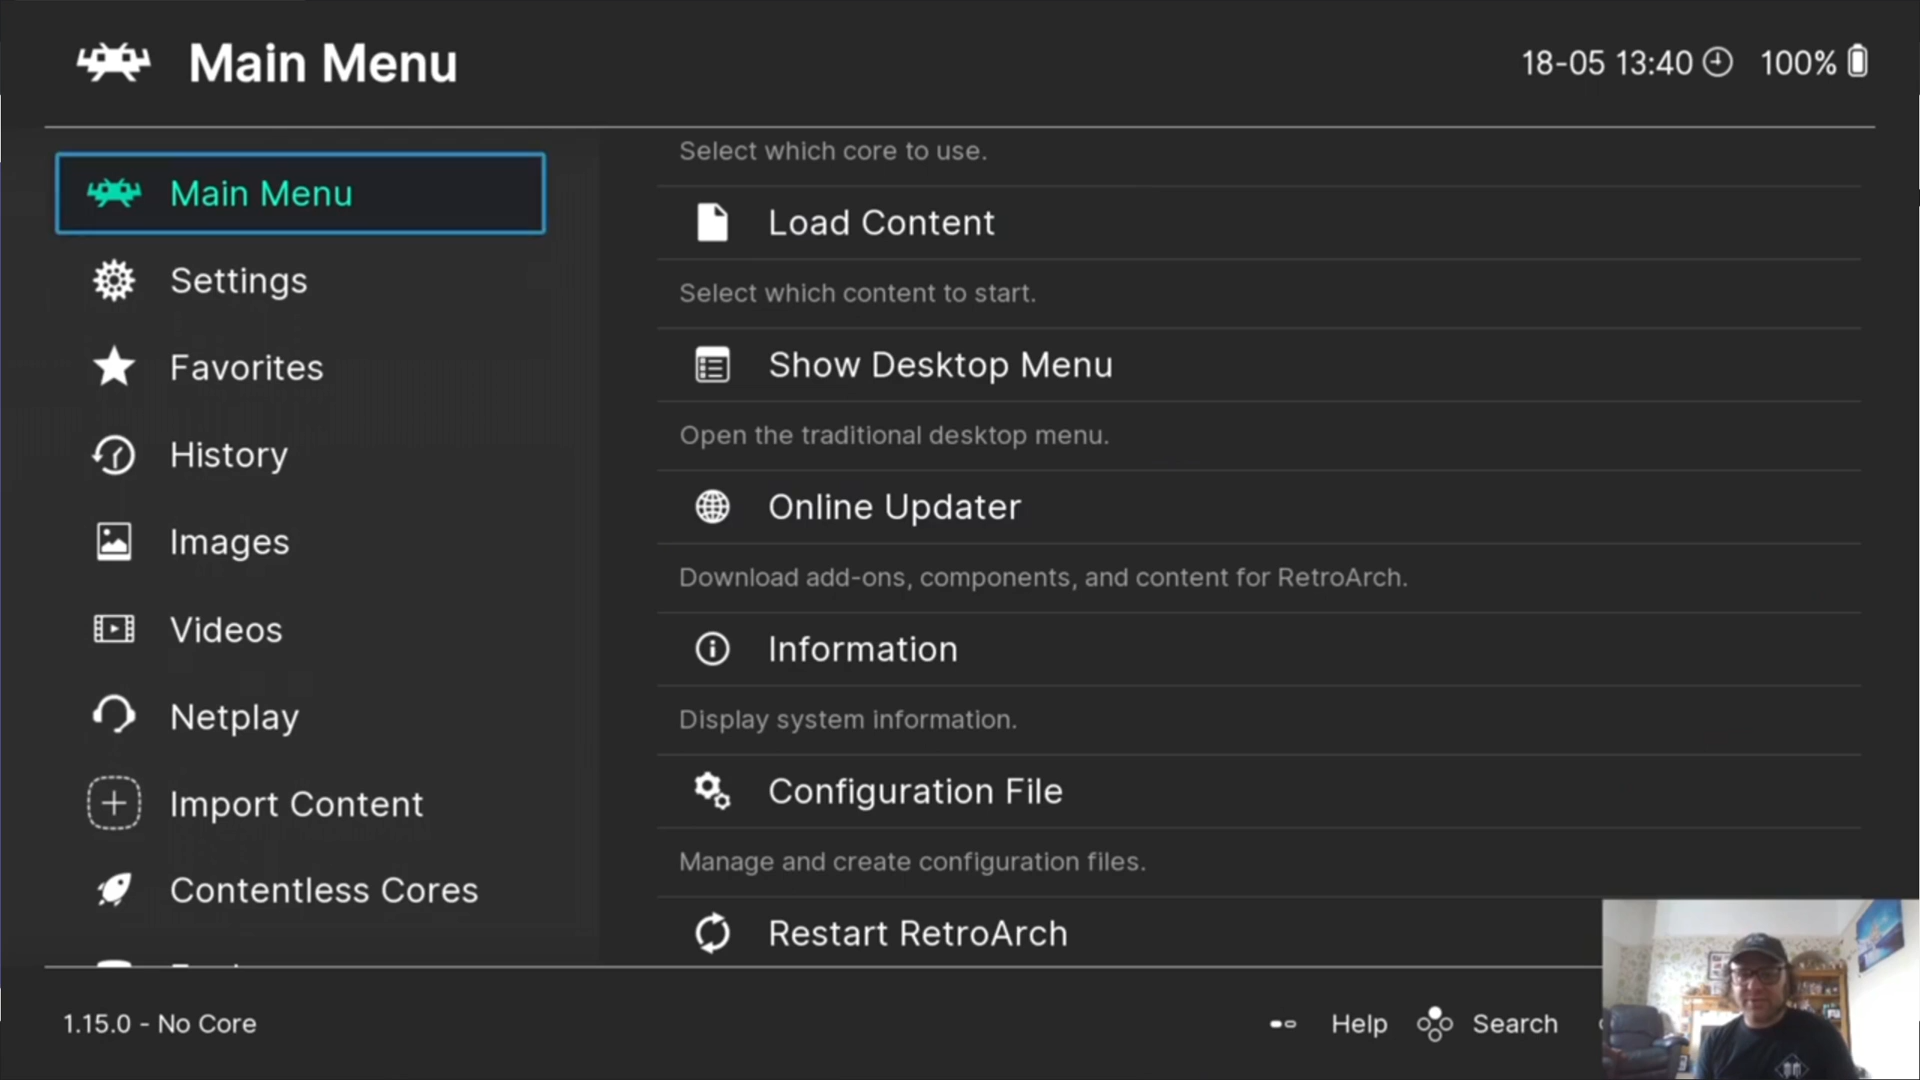 Main Menu
18-05 13:40 100%
Main Menu
Settings
Favorites
History
Images
Videos
Netplay
Import Content
Contentless Cores
Select which core to use.
Load Content
Select which content to start.
Show Desktop Menu
Open the traditional desktop menu.
Online Updater
Download add-ons, components, and content for RetroArch.
Information
Display system information.
Configuration File
Manage and create configuration files.
Restart RetroArch
1.15.0 - No Core
Help Search